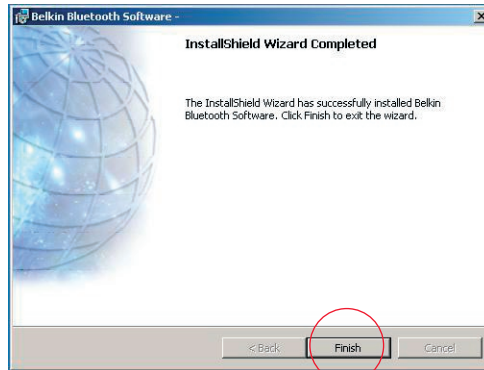 Belkin Bluetooth Software -
InstallShield Wizard Completed
The InstallShield Wizard has successfully installed Belkin
Bluetooth Software. Click Finish to exit the wizard.
< Back Finish Cancel